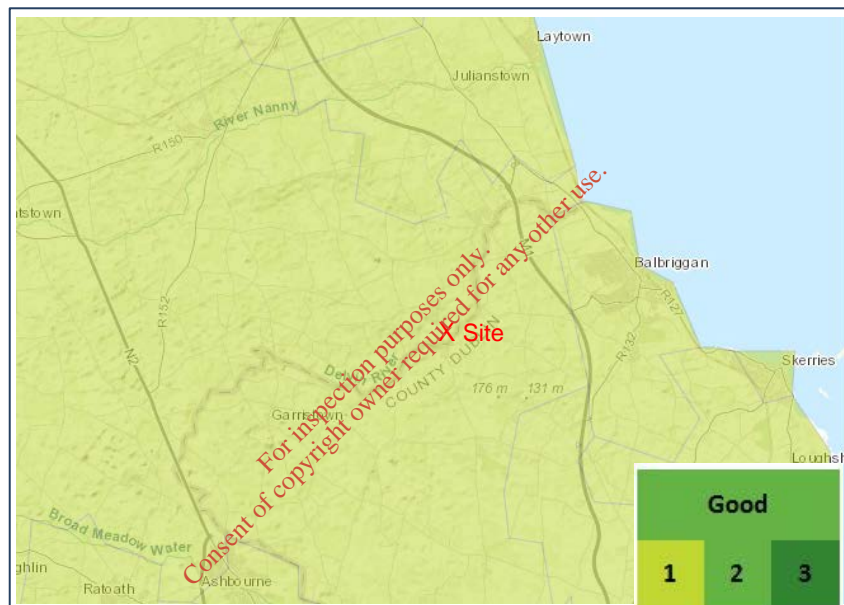 Laytown
Julianstown
River Nanny
R150
ntstown
M1
Balbriggan
R152
R127
X Site
R132
N2
Skerries
COUNTY DUBLIN
176 m
131 m
Garristown
Loughsh
Broad Meadow Water
ghlin
Ratoath
Ashbourne
For inspection purposes only.
Consent of copyright owner required for any other use.
Good
1 2 3